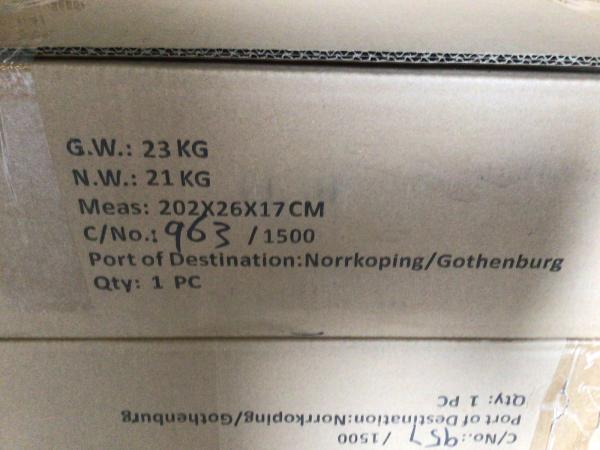 G.W.: 23 KG
N.W.: 21 KG
Meas: 202X26X17CM
C/No.: 963 / 1500
Port of Destination:Norrkoping/Gothenburg
Qty: 1 PC
C/No.: 957 / 1500
Port of Destination:Norrkoping/Gothenburg
Qty: 1 PC